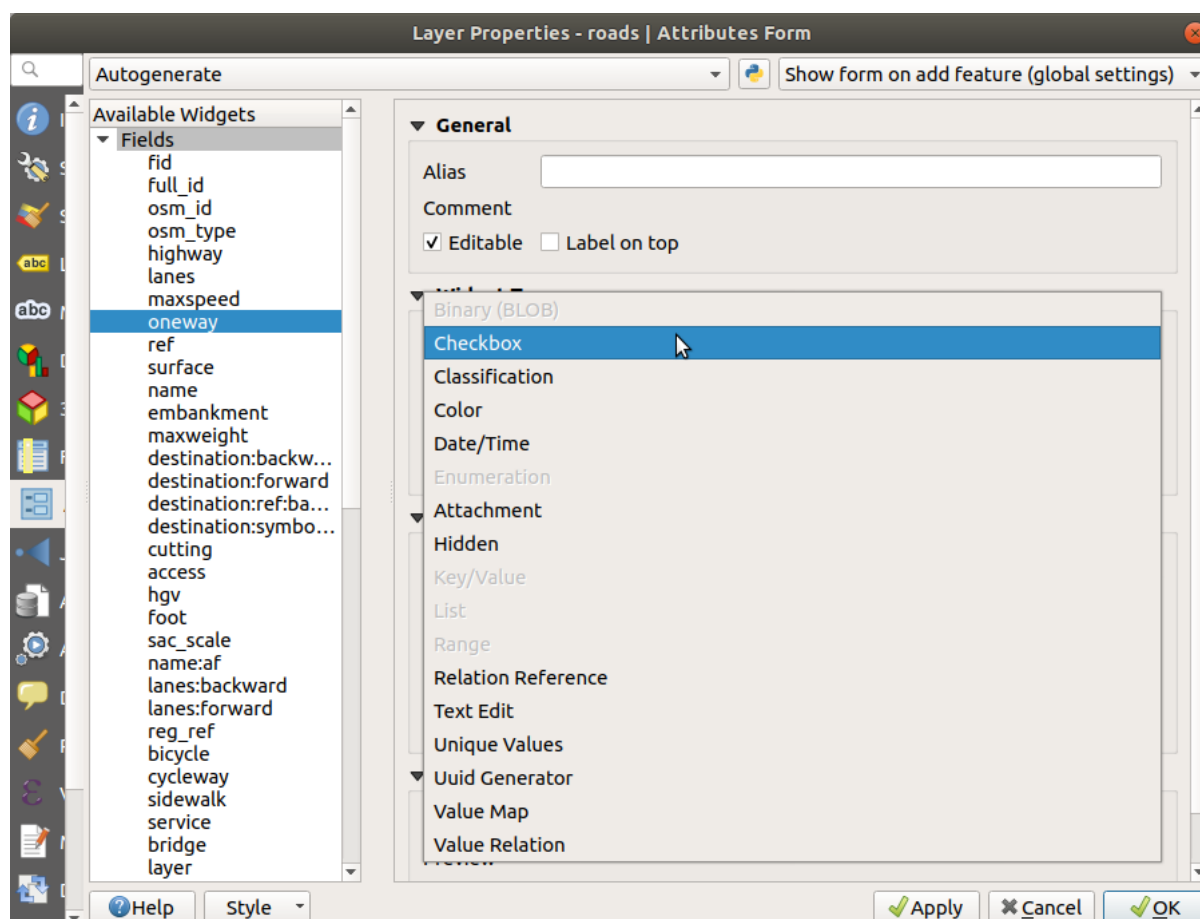 Layer Properties - roads | Attributes Form
Autogenerate
Show form on add feature (global settings)
Available Widgets
Fields
fid
full_id
osm_id
osm_type
highway
lanes
maxspeed
oneway
ref
surface
name
embankment
maxweight
destination:backw...
destination:forward
destination:ref:ba...
destination:symbo...
cutting
access
hgv
foot
sac_scale
name:af
lanes:backward
lanes:forward
reg_ref
bicycle
cycleway
sidewalk
service
bridge
layer
General
Alias
Comment
Editable
Label on top
Binary (BLOB)
Checkbox
Classification
Color
Date/Time
Enumeration
Attachment
Hidden
Key/Value
List
Range
Relation Reference
Text Edit
Unique Values
Uuid Generator
Value Map
Value Relation
abc
abc
Help
Style
Apply
Cancel
OK